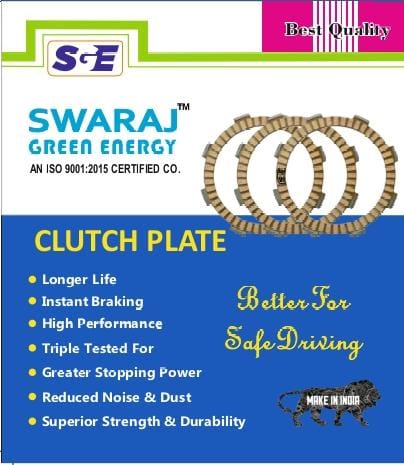 Best Quality
SGE
SWARAJ™
GREEN ENERGY
AN ISO 9001:2015 CERTIFIED CO.
CLUTCH PLATE
• Longer Life
• Instant Braking
• High Performance
• Triple Tested For
• Greater Stopping Power
• Reduced Noise & Dust
• Superior Strength & Durability
Better For
Safe Driving
MAKE IN INDIA